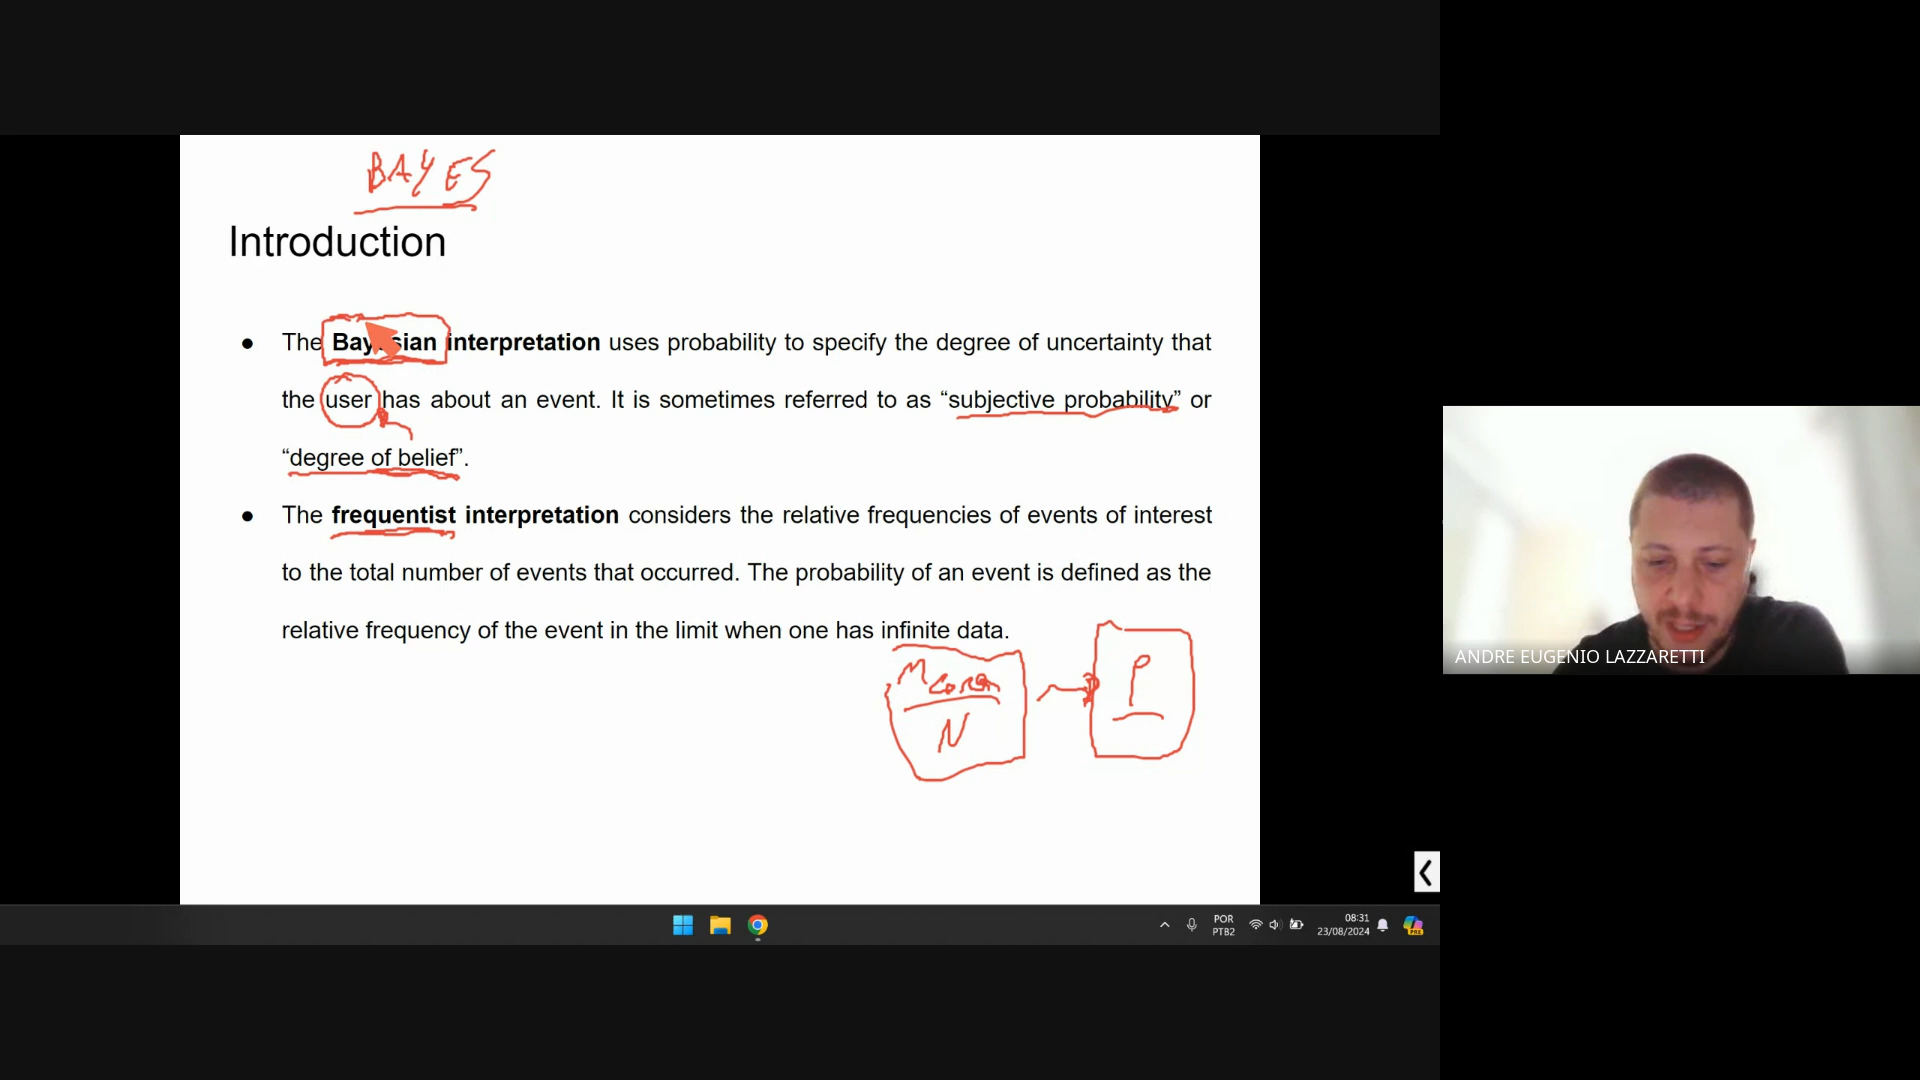 BAYES
Introduction
● The Bayesian interpretation uses probability to specify the degree of uncertainty that
the user has about an event. It is sometimes referred to as “subjective probability” or
“degree of belief”.
● The frequentist interpretation considers the relative frequencies of events of interest
to the total number of events that occurred. The probability of an event is defined as the
relative frequency of the event in the limit when one has infinite data.
P
N
ANDRE EUGENIO LAZZARETTI
POR
PTB2
08:31
23/08/2024
PRE